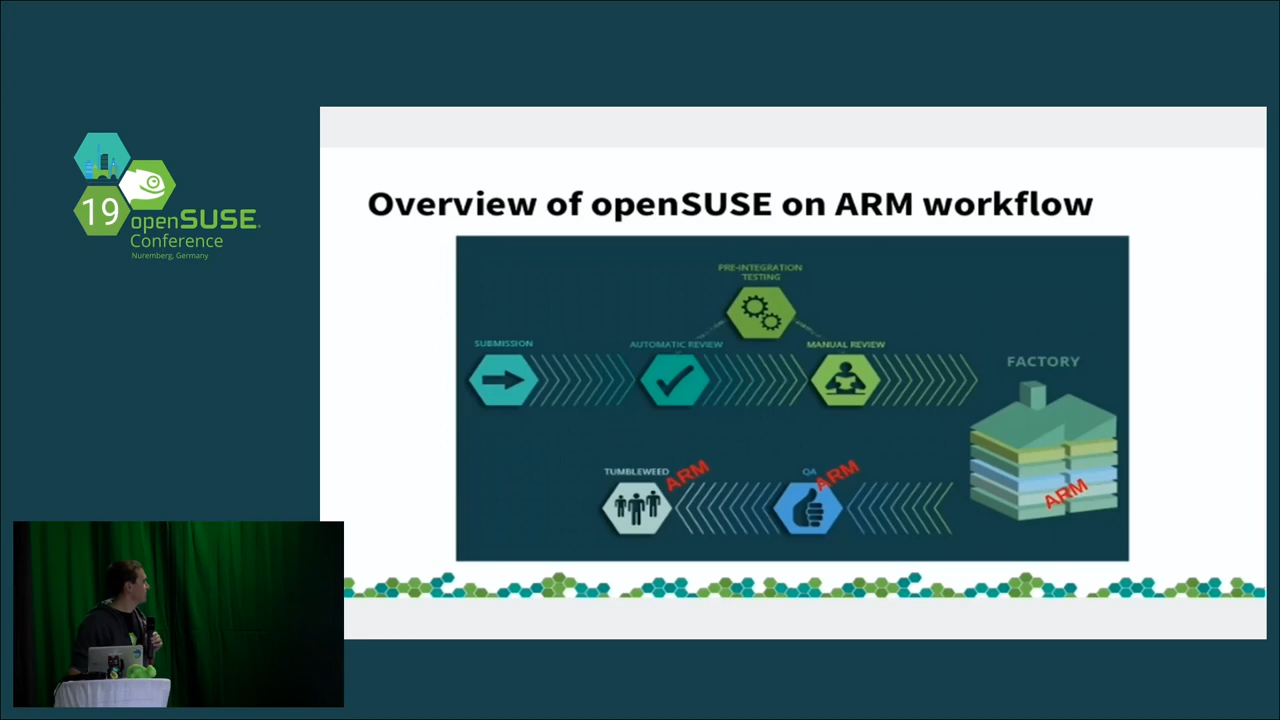 19
openSUSE
Conference
Nuremberg, Germany
Overview of openSUSE on ARM workflow
PRE-INTEGRATION
TESTING
SUBMISSION
AUTOMATIC REVIEW
MANUAL REVIEW
FACTORY
TUMBLEWEED
ARM
QA
ARM
ARM